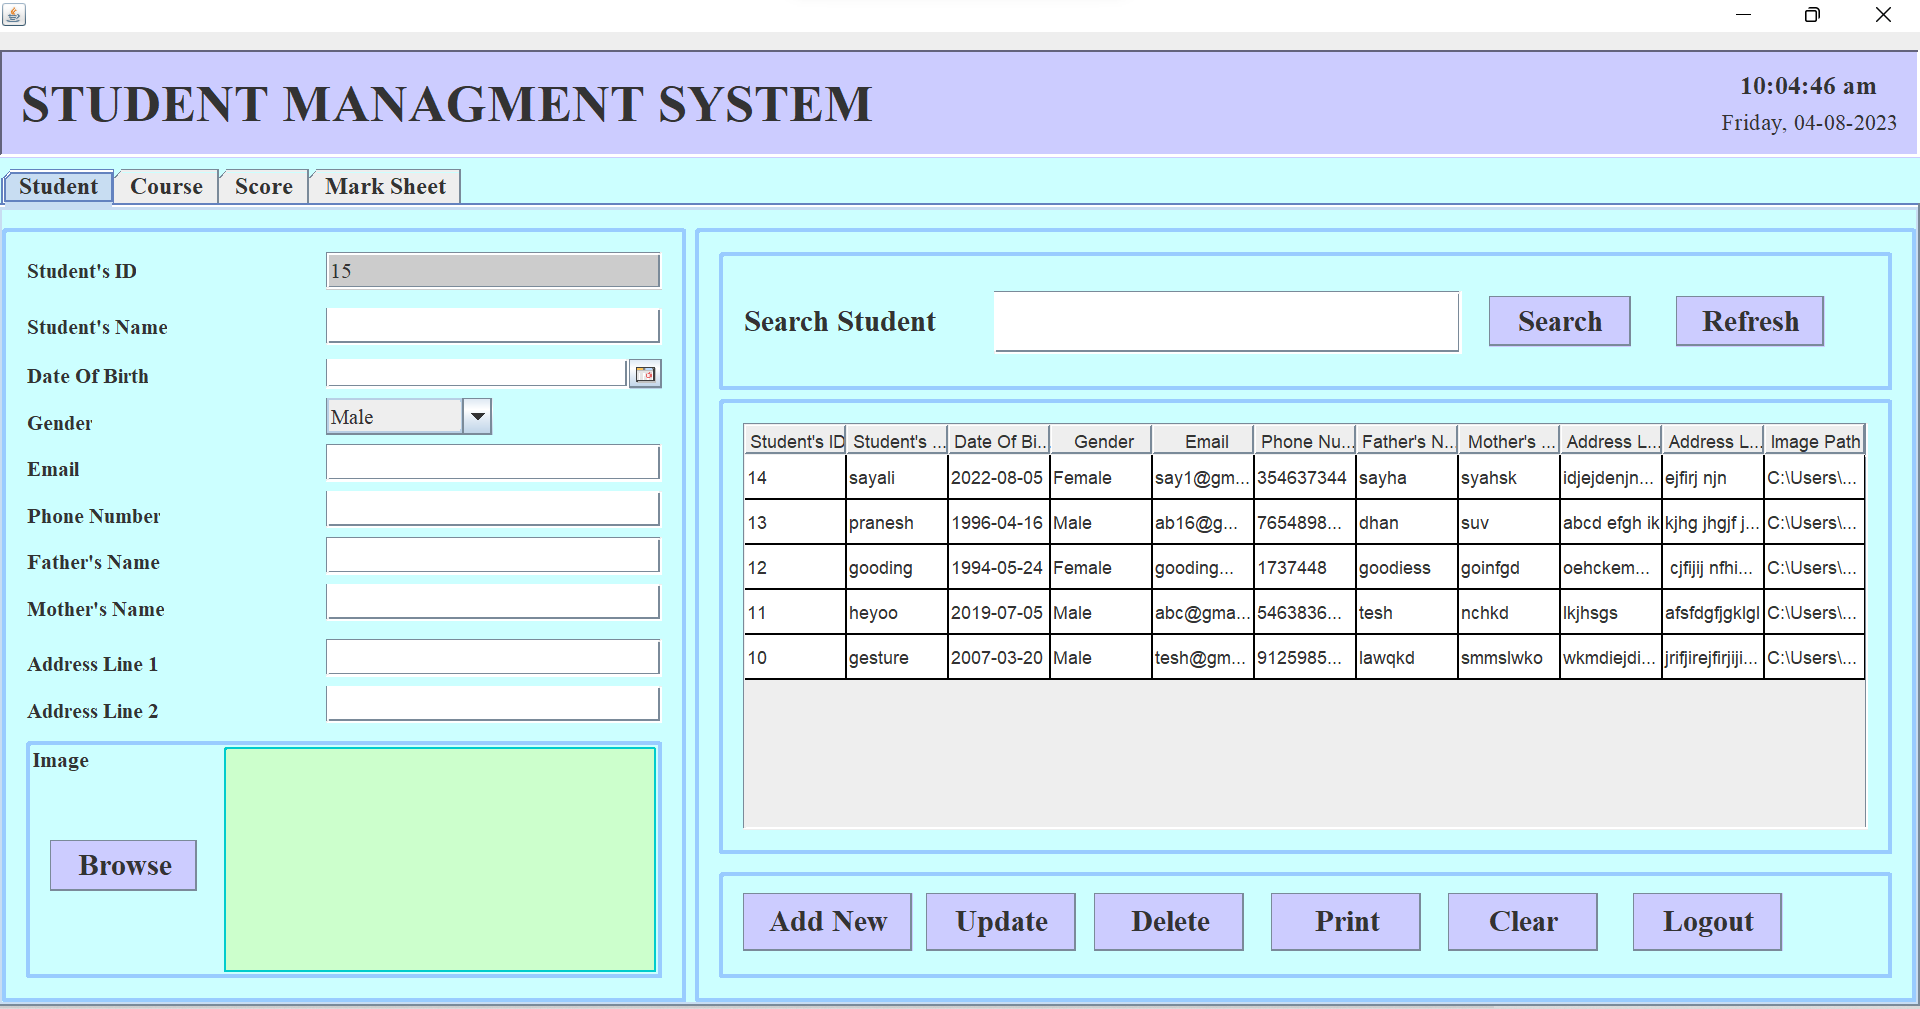 STUDENT MANAGMENT SYSTEM
10:04:46 am
Friday, 04-08-2023
Student Course Score Mark Sheet
Student's ID 15
Student's Name
Date Of Birth
Gender Male
Email
Phone Number
Father's Name
Mother's Name
Address Line 1
Address Line 2
Image
Browse
Search Student Search Refresh
Student's ID Student's ... Date Of Bi... Gender Email Phone Nu... Father's N... Mother's ... Address L... Address L... Image Path
14 sayali 2022-08-05 Female say1@gm... 354637344 sayha syahsk idjejdenjn... ejfirj njn C:\Users\...
13 pranesh 1996-04-16 Male ab16@g... 7654898... dhan suv abcd efgh ik kjhg jhgjf j... C:\Users\...
12 gooding 1994-05-24 Female gooding... 1737448 goodiess goinfgd oehckem... cjfijij nfhi... C:\Users\...
11 heyoo 2019-07-05 Male abc@gma... 5463836... tesh nchkd lkjhsgs afsfdgfjgklgl C:\Users\...
10 gesture 2007-03-20 Male tesh@gm... 9125985... lawqkd smmslwko wkmdiejdi... jrifjirejfirjiji... C:\Users\...
Add New Update Delete Print Clear Logout